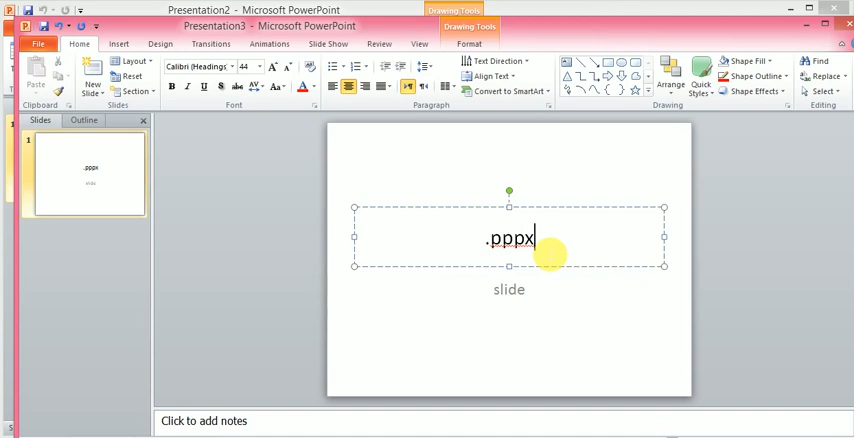 Presentation2 - Microsoft PowerPoint
Drawing Tools
Presentation3 - Microsoft PowerPoint
Drawing Tools
File Home Insert Design Transitions Animations Slide Show Review View Format
Paste
Clipboard
New Slide
Layout
Reset
Section
Slides
Calibri (Headings) 44
B I U S abc AV Aa A
Font
Text Direction
Align Text
Convert to SmartArt
Paragraph
Arrange
Quick Styles
Shape Fill
Shape Outline
Shape Effects
Drawing
Find
Replace
Select
Editing
Slides Outline
1
.pppx
slide
.pppx
slide
Click to add notes